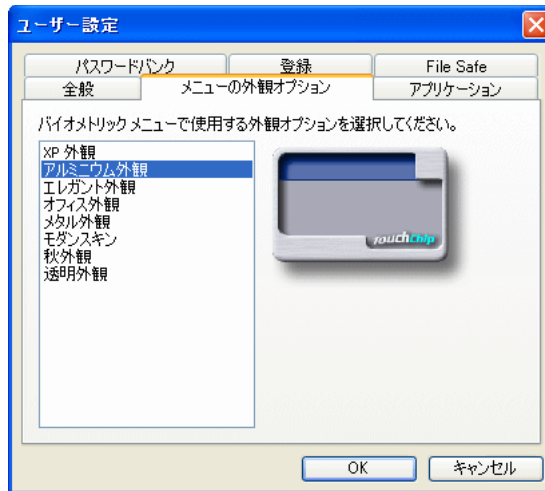 ユーザー設定
パスワードバンク
登録
File Safe
全般
メニューの外観オプション
アプリケーション
バイオメトリック メニューで使用する外観オプションを選択してください。
XP 外観
アルミニウム外観
エレガント外観
オフィス外観
メタル外観
モダンスキン
秋外観
透明外観
TouchChip
OK
キャンセル